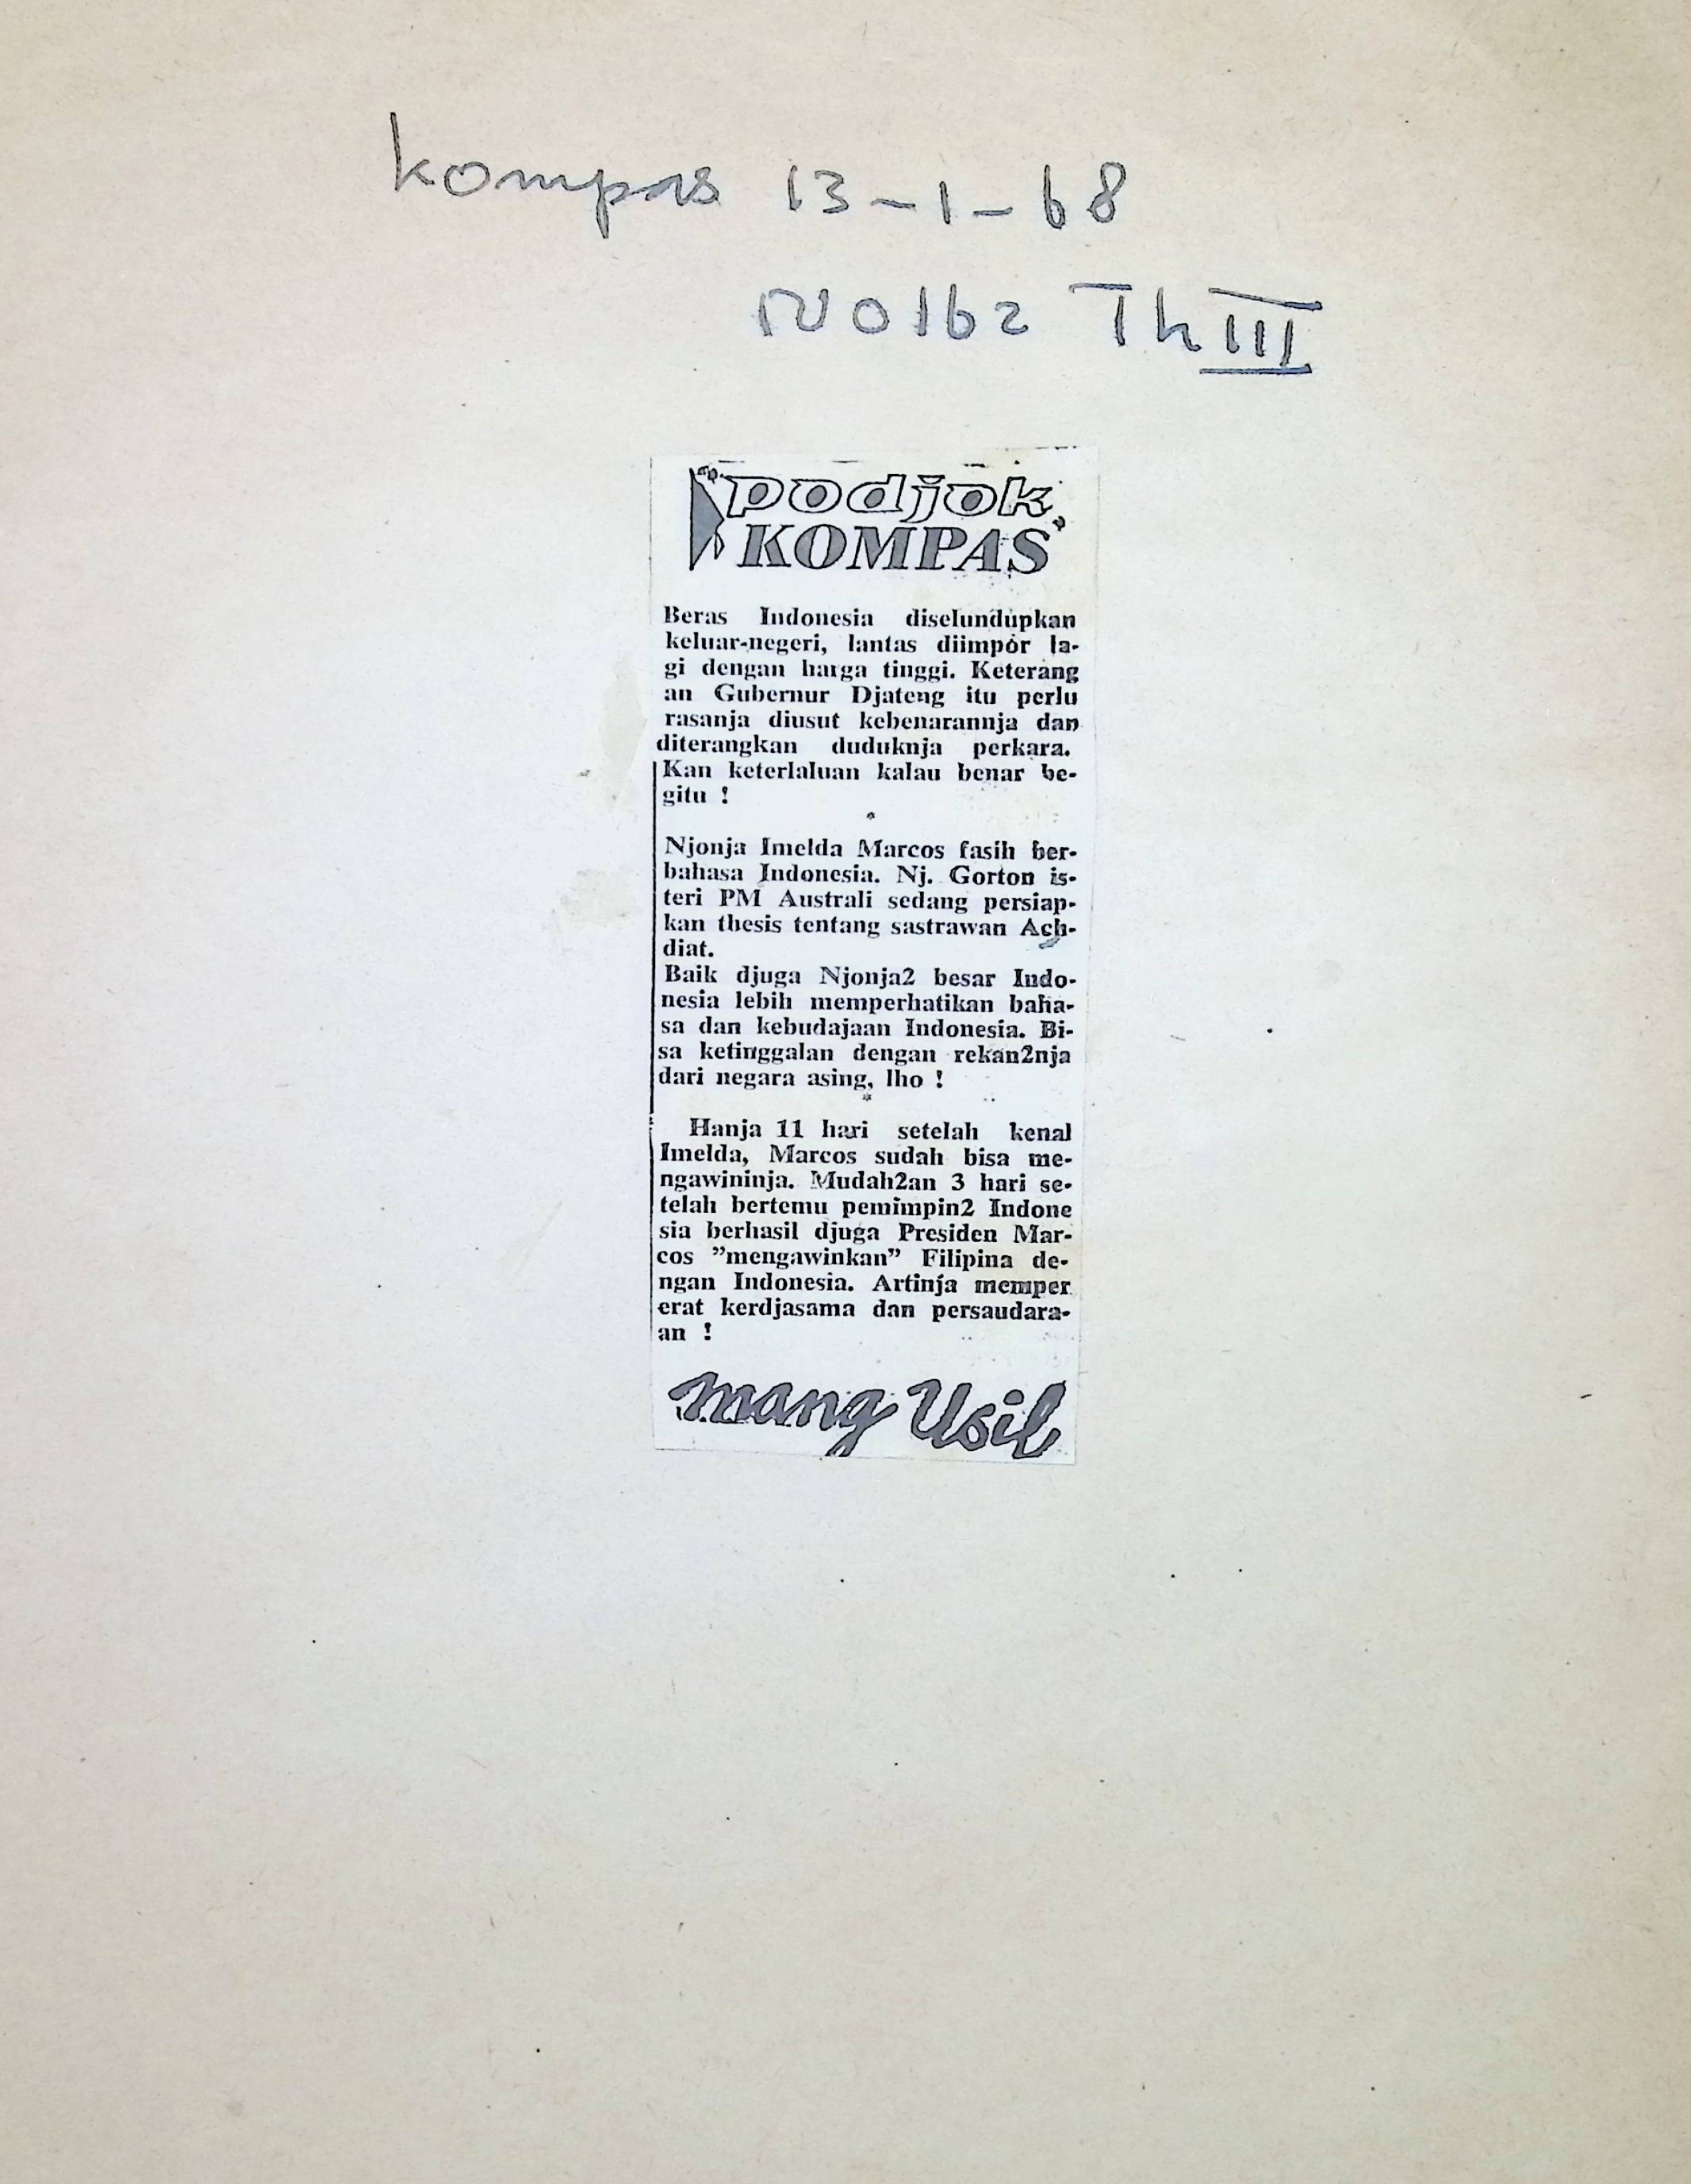 kompas 13-1-68
NO 162 Th III
podjok
KOMPAS
Beras Indonesia diselundupkan
keluar-negeri, lantas diimpor la-
gi dengan harga tinggi. Keterang
an Gubernur Djateng itu perlu
rasanja diusut kebenarannja dan
diterangkan duduknja perkara.
Kan keterlaluan kalau benar be-
gitu !
*
Njonja Imelda Marcos fasih ber-
bahasa Indonesia. Nj. Gorton is-
teri PM Australi sedang persiap-
kan thesis tentang sastrawan Ach-
diat.
Baik djuga Njonja2 besar Indo-
nesia lebih memperhatikan baha-
sa dan kebudajaan Indonesia. Bi-
sa ketinggalan dengan rekan2nja
dari negara asing, lho !
*
Hanja 11 hari setelah kenal
Imelda, Marcos sudah bisa me-
ngawininja. Mudah2an 3 hari se-
telah bertemu pemimpin2 Indone
sia berhasil djuga Presiden Mar-
cos ”mengawinkan” Filipina de-
ngan Indonesia. Artinja memper
erat kerdjasama dan persaudara-
an !
mang Usil